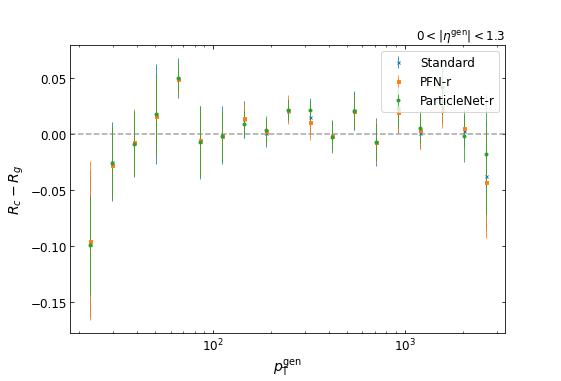 0 < |η^gen| < 1.3
Standard
PFN-r
ParticleNet-r
0.05
0.00
−0.05
−0.10
−0.15
R_c − R_g
10^2
10^3
p_T^gen